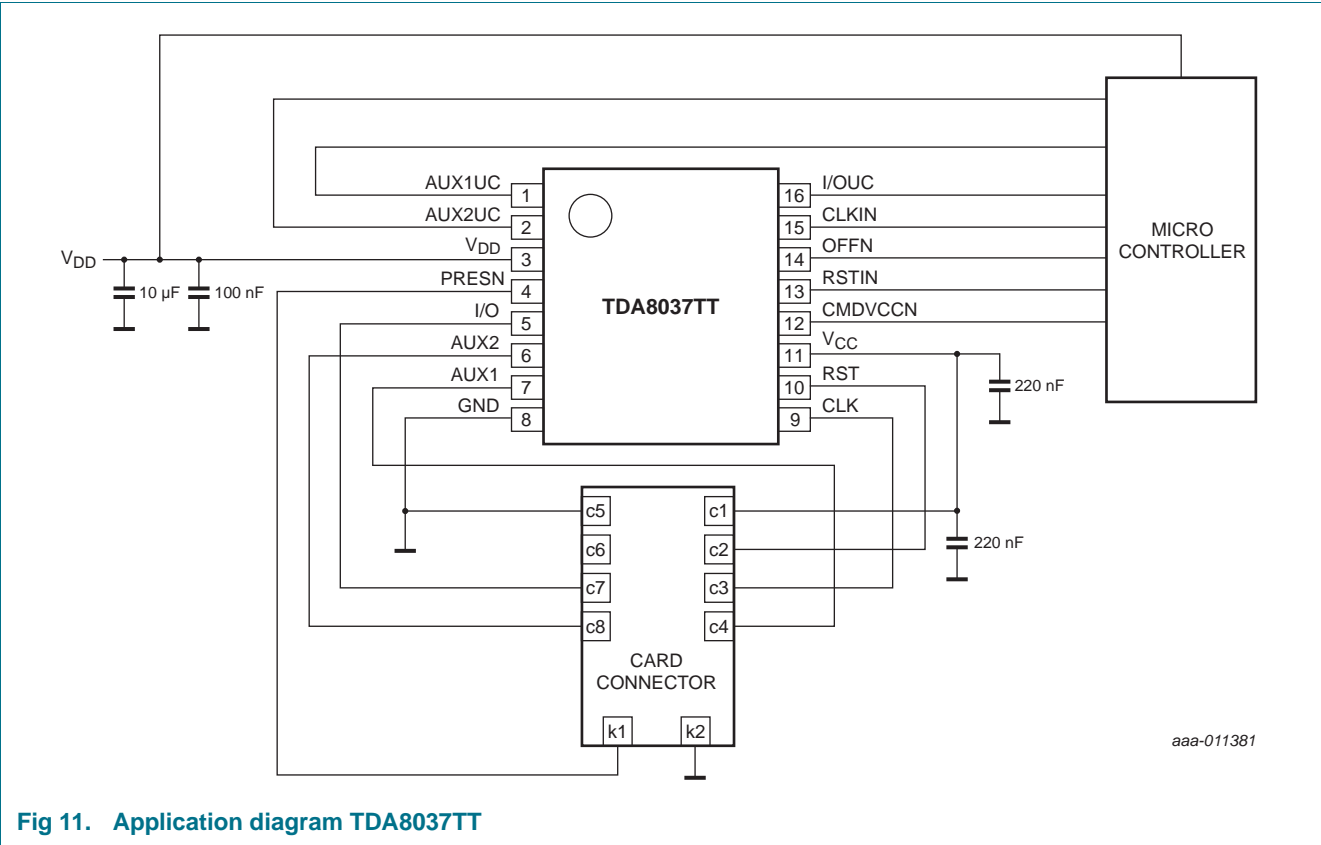 AUX1UC
1
AUX2UC
2
VDD
3
PRESN
4
I/O
5
AUX2
6
AUX1
7
GND
8
TDA8037TT
I/OUC
16
CLKIN
15
OFFN
14
RSTIN
13
CMDVCCN
12
VCC
11
RST
10
CLK
9
MICRO
CONTROLLER
VDD
10 µF
100 nF
220 nF
220 nF
c5
c1
c6
c2
c7
c3
c8
c4
CARD
CONNECTOR
k1
k2
aaa-011381
Fig 11. Application diagram TDA8037TT